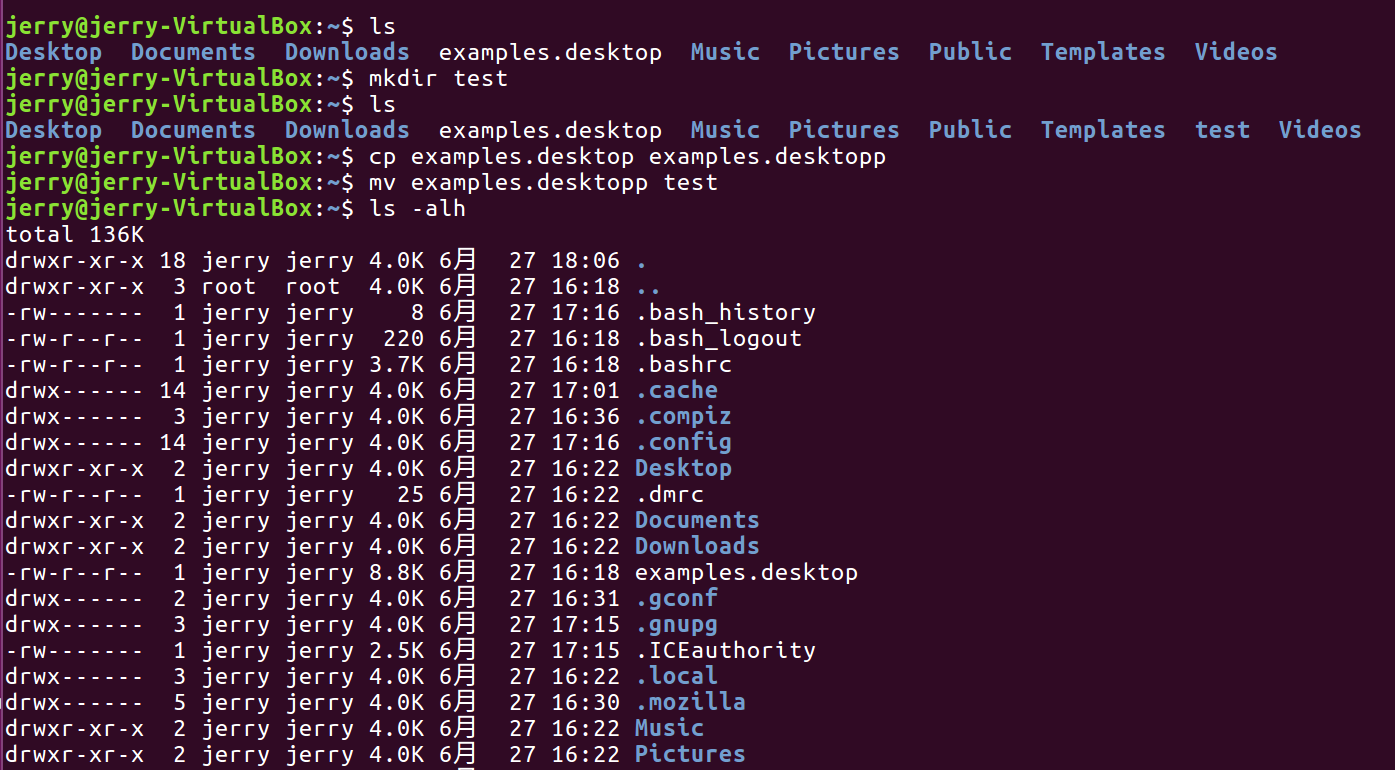 jerry@jerry-VirtualBox:~$ ls
Desktop  Documents  Downloads  examples.desktop  Music  Pictures  Public  Templates  Videos
jerry@jerry-VirtualBox:~$ mkdir test
jerry@jerry-VirtualBox:~$ ls
Desktop  Documents  Downloads  examples.desktop  Music  Pictures  Public  Templates  test  Videos
jerry@jerry-VirtualBox:~$ cp examples.desktop examples.desktopp
jerry@jerry-VirtualBox:~$ mv examples.desktopp test
jerry@jerry-VirtualBox:~$ ls -alh
total 136K
drwxr-xr-x 18 jerry jerry 4.0K 6月  27 18:06 .
drwxr-xr-x  3 root  root  4.0K 6月  27 16:18 ..
-rw-------  1 jerry jerry    8 6月  27 17:16 .bash_history
-rw-r--r--  1 jerry jerry  220 6月  27 16:18 .bash_logout
-rw-r--r--  1 jerry jerry 3.7K 6月  27 16:18 .bashrc
drwx------ 14 jerry jerry 4.0K 6月  27 17:01 .cache
drwx------  3 jerry jerry 4.0K 6月  27 16:36 .compiz
drwx------ 14 jerry jerry 4.0K 6月  27 17:16 .config
drwxr-xr-x  2 jerry jerry 4.0K 6月  27 16:22 Desktop
-rw-r--r--  1 jerry jerry   25 6月  27 16:22 .dmrc
drwxr-xr-x  2 jerry jerry 4.0K 6月  27 16:22 Documents
drwxr-xr-x  2 jerry jerry 4.0K 6月  27 16:22 Downloads
-rw-r--r--  1 jerry jerry 8.8K 6月  27 16:18 examples.desktop
drwx------  2 jerry jerry 4.0K 6月  27 16:31 .gconf
drwx------  3 jerry jerry 4.0K 6月  27 17:15 .gnupg
-rw-------  1 jerry jerry 2.5K 6月  27 17:15 .ICEauthority
drwx------  3 jerry jerry 4.0K 6月  27 16:22 .local
drwx------  5 jerry jerry 4.0K 6月  27 16:30 .mozilla
drwxr-xr-x  2 jerry jerry 4.0K 6月  27 16:22 Music
drwxr-xr-x  2 jerry jerry 4.0K 6月  27 16:22 Pictures